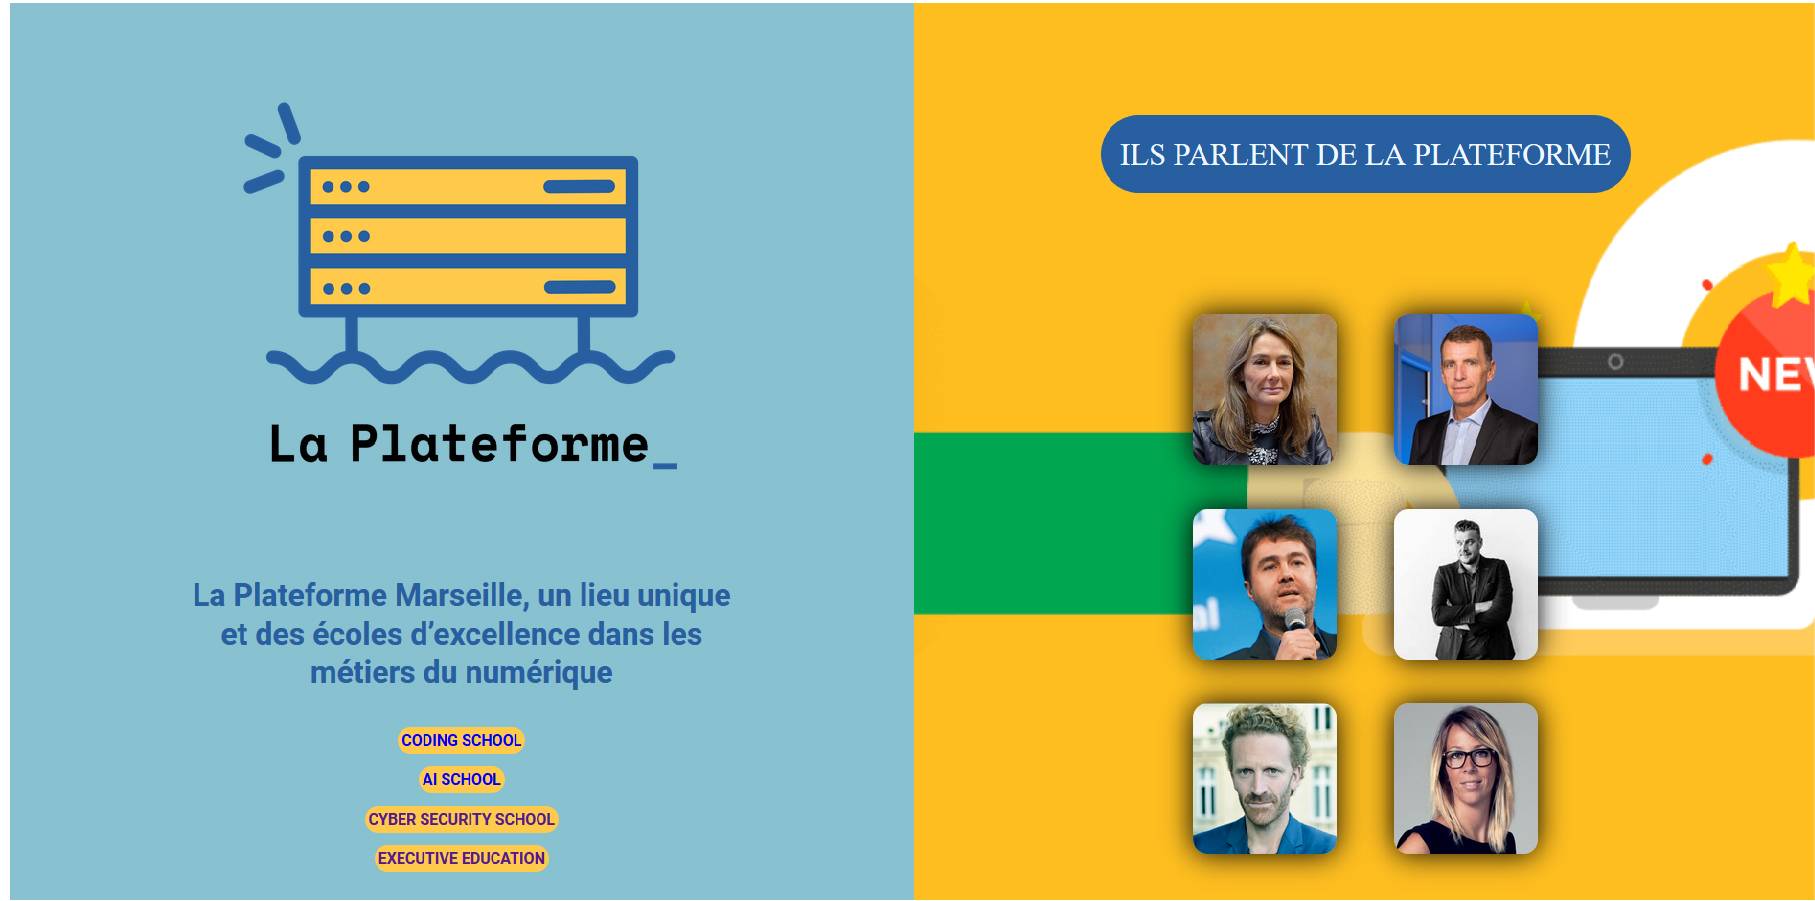 La Plateforme_
La Plateforme Marseille, un lieu unique
et des écoles d’excellence dans les
métiers du numérique
CODING SCHOOL
AI SCHOOL
CYBER SECURITY SCHOOL
EXECUTIVE EDUCATION
ILS PARLENT DE LA PLATEFORME